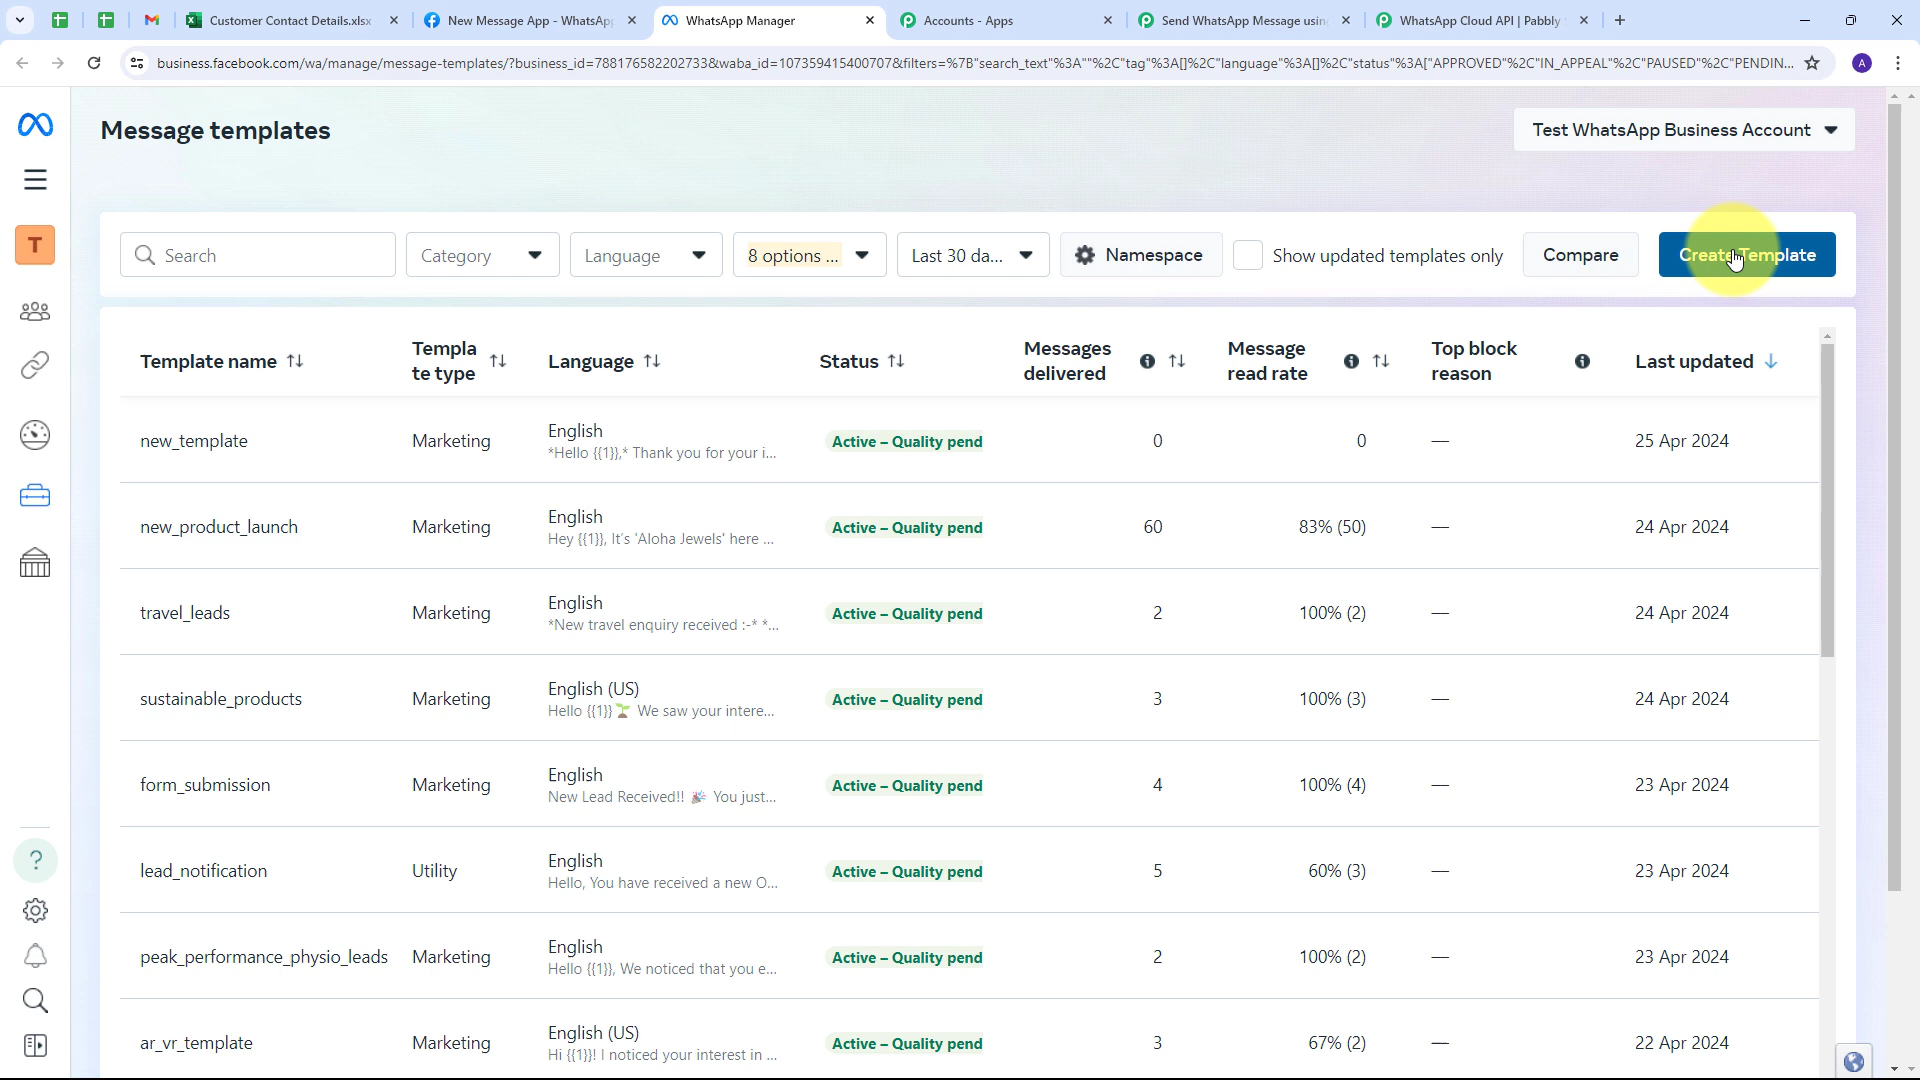 Customer Contact Details.xlsx
New Message App - WhatsAp
WhatsApp Manager
Accounts - Apps
Send WhatsApp Message usin
WhatsApp Cloud API | Pabbly
business.facebook.com/wa/manage/message-templates/?business_id=788176582202733&waba_id=107359415400707&filters=%7B"search_text"%3A""%2C"tag"%3A[]%2C"language"%3A[]%2C"status"%3A["APPROVED"%2C"IN_APPEAL"%2C"PAUSED"%2C"PENDIN...
A
Message templates
Test WhatsApp Business Account
T
Search
Category
Language
8 options ...
Last 30 da...
Namespace
Show updated templates only
Compare
Create Template
Template name
Templa
te type
Language
Status
Messages
delivered
Message
read rate
Top block
reason
Last updated
new_template
Marketing
English
*Hello {{1}},* Thank you for your i...
Active – Quality pend
0
0
—
25 Apr 2024
new_product_launch
Marketing
English
Hey {{1}}, It's 'Aloha Jewels' here ...
Active – Quality pend
60
83% (50)
—
24 Apr 2024
travel_leads
Marketing
English
*New travel enquiry received :-* *...
Active – Quality pend
2
100% (2)
—
24 Apr 2024
sustainable_products
Marketing
English (US)
Hello {{1}}🌱 We saw your intere...
Active – Quality pend
3
100% (3)
—
24 Apr 2024
form_submission
Marketing
English
New Lead Received!! 🎉 You just...
Active – Quality pend
4
100% (4)
—
23 Apr 2024
lead_notification
Utility
English
Hello, You have received a new O...
Active – Quality pend
5
60% (3)
—
23 Apr 2024
peak_performance_physio_leads
Marketing
English
Hello {{1}}, We noticed that you e...
Active – Quality pend
2
100% (2)
—
23 Apr 2024
ar_vr_template
Marketing
English (US)
Hi {{1}}! I noticed your interest in ...
Active – Quality pend
3
67% (2)
—
22 Apr 2024